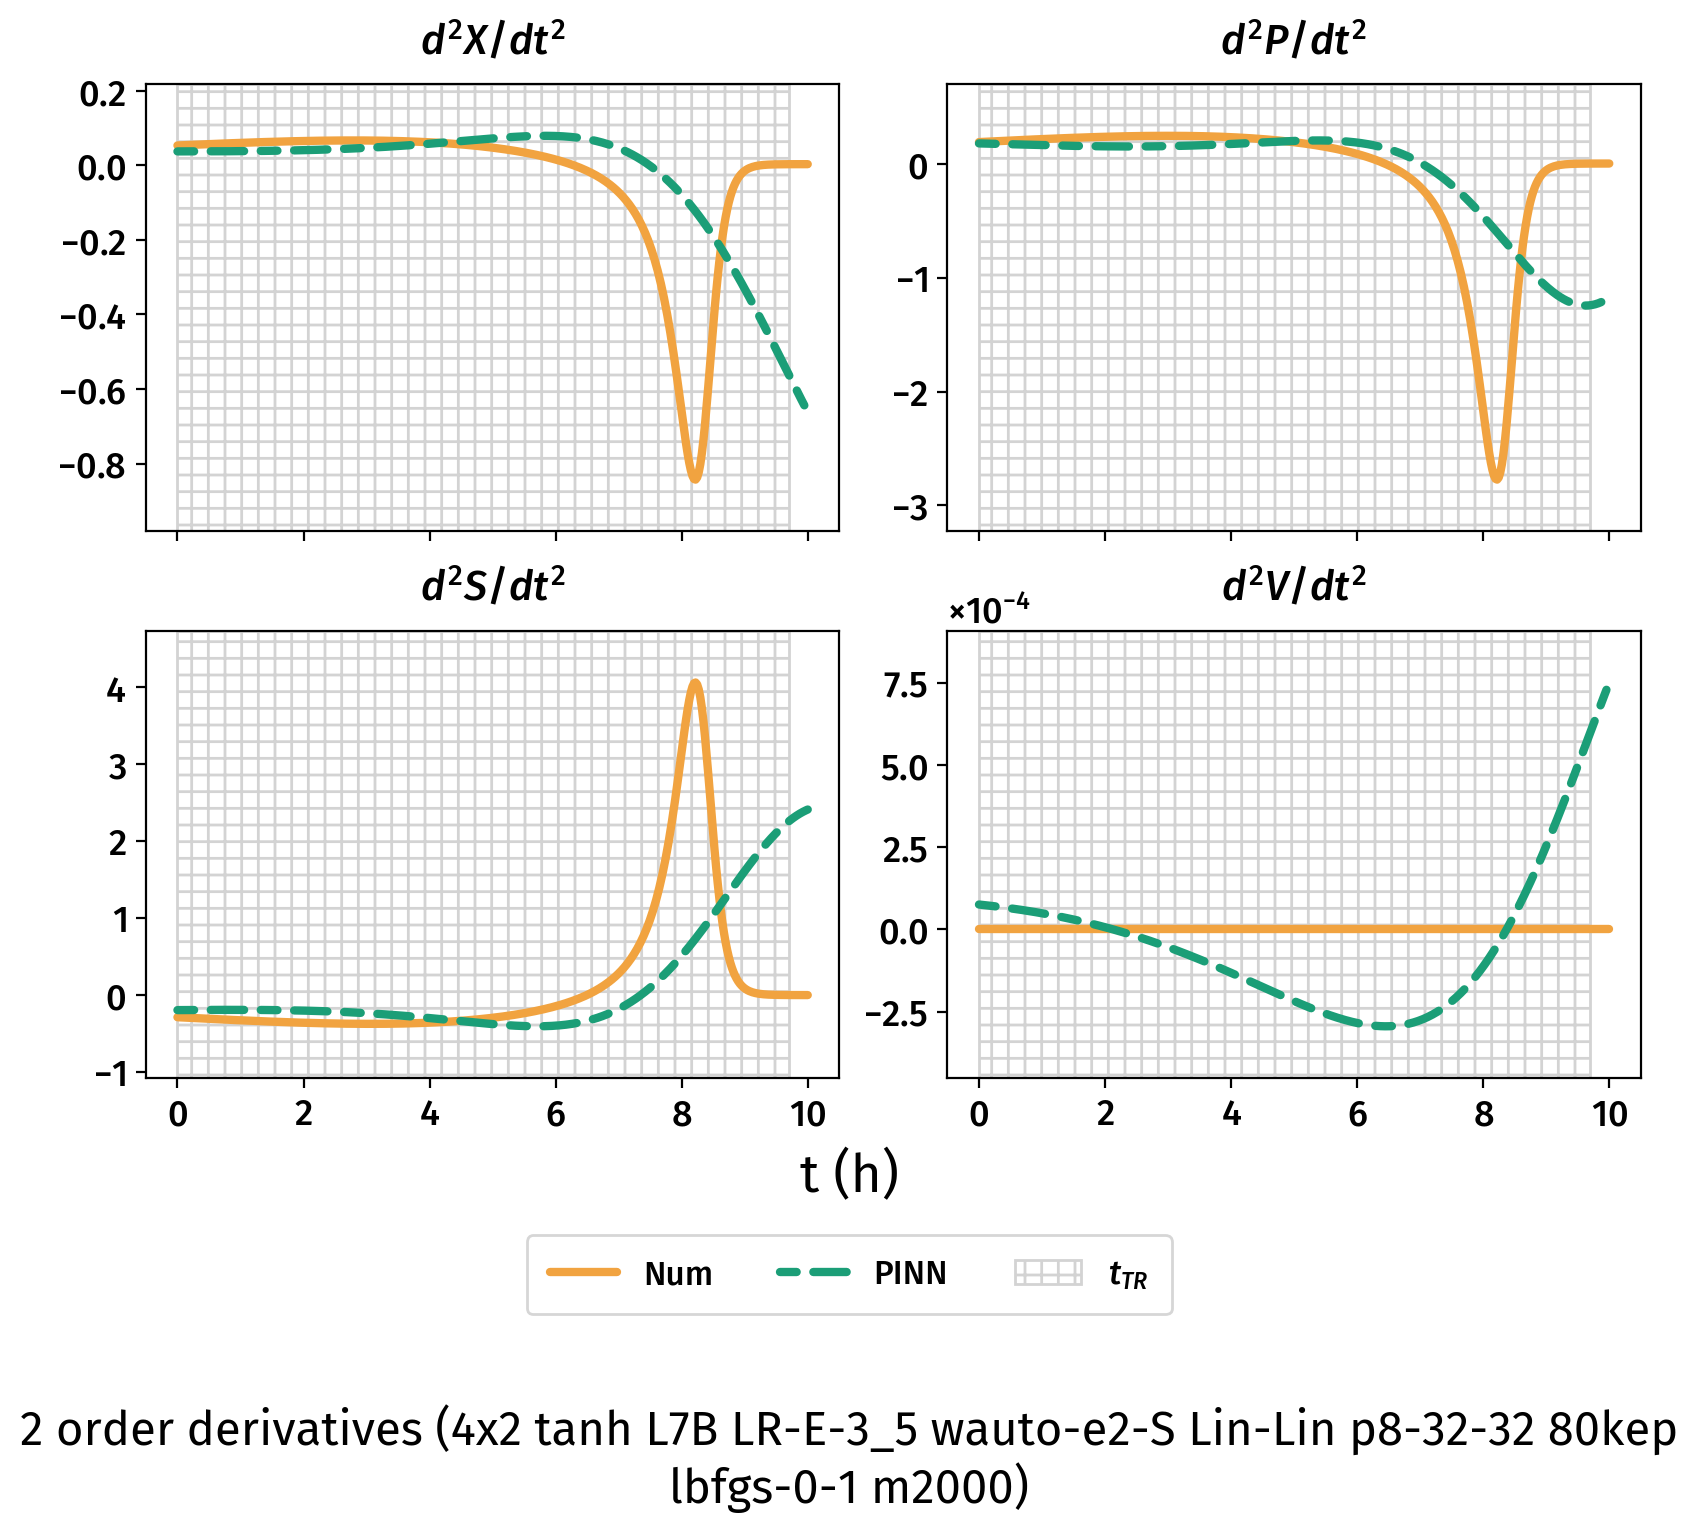 d²X/dt²
d²P/dt²
0.2
0.0
−0.2
−0.4
−0.6
−0.8
0
−1
−2
−3
d²S/dt²
d²V/dt²
×10⁻⁴
4
3
2
1
0
−1
7.5
5.0
2.5
0.0
−2.5
0 2 4 6 8 10
0 2 4 6 8 10
t (h)
Num PINN t_TR
2 order derivatives (4x2 tanh L7B LR-E-3_5 wauto-e2-S Lin-Lin p8-32-32 80kep
lbfgs-0-1 m2000)